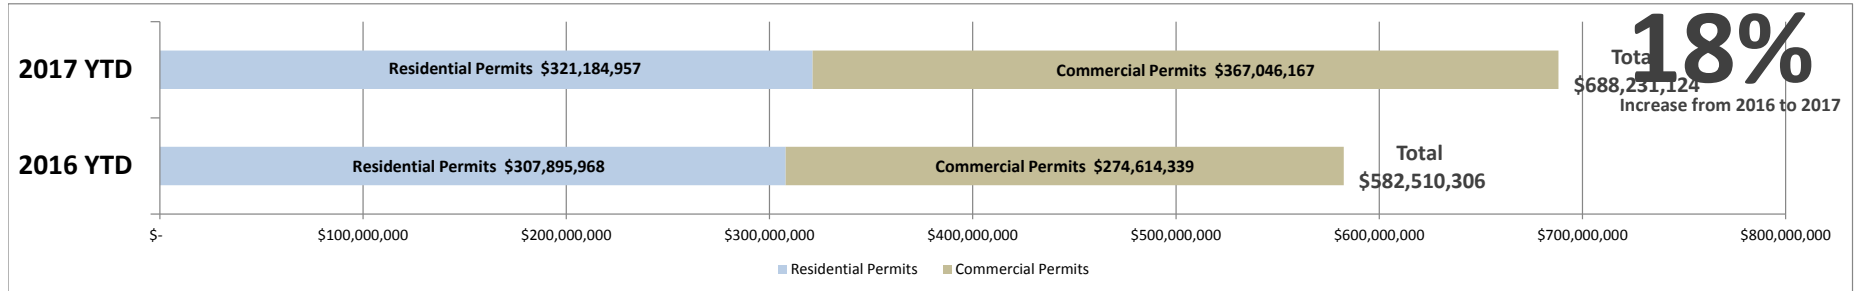 18%
Increase from 2016 to 2017
2017 YTD
Residential Permits $321,184,957
Commercial Permits $367,046,167
Total
$688,231,124
2016 YTD
Residential Permits $307,895,968
Commercial Permits $274,614,339
Total
$582,510,306
$-
$100,000,000
$200,000,000
$300,000,000
$400,000,000
$500,000,000
$600,000,000
$700,000,000
$800,000,000
Residential Permits
Commercial Permits